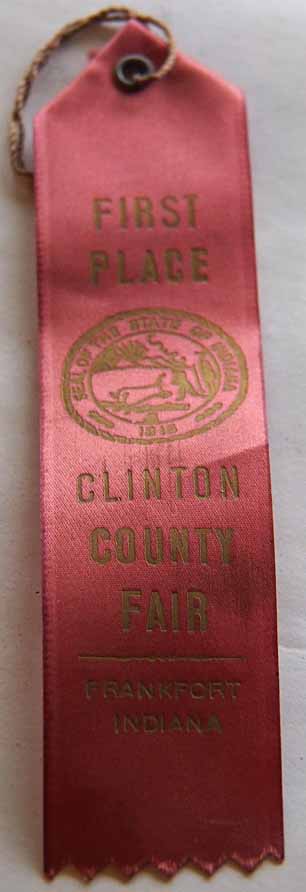 FIRST
PLACE
SEAL OF THE STATE OF INDIANA
1816
CLINTON
COUNTY
FAIR
FRANKFORT
INDIANA